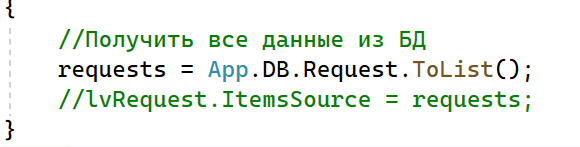 {
//Получить все данные из БД
requests = App.DB.Request.ToList();
//lvRequest.ItemsSource = requests;
}